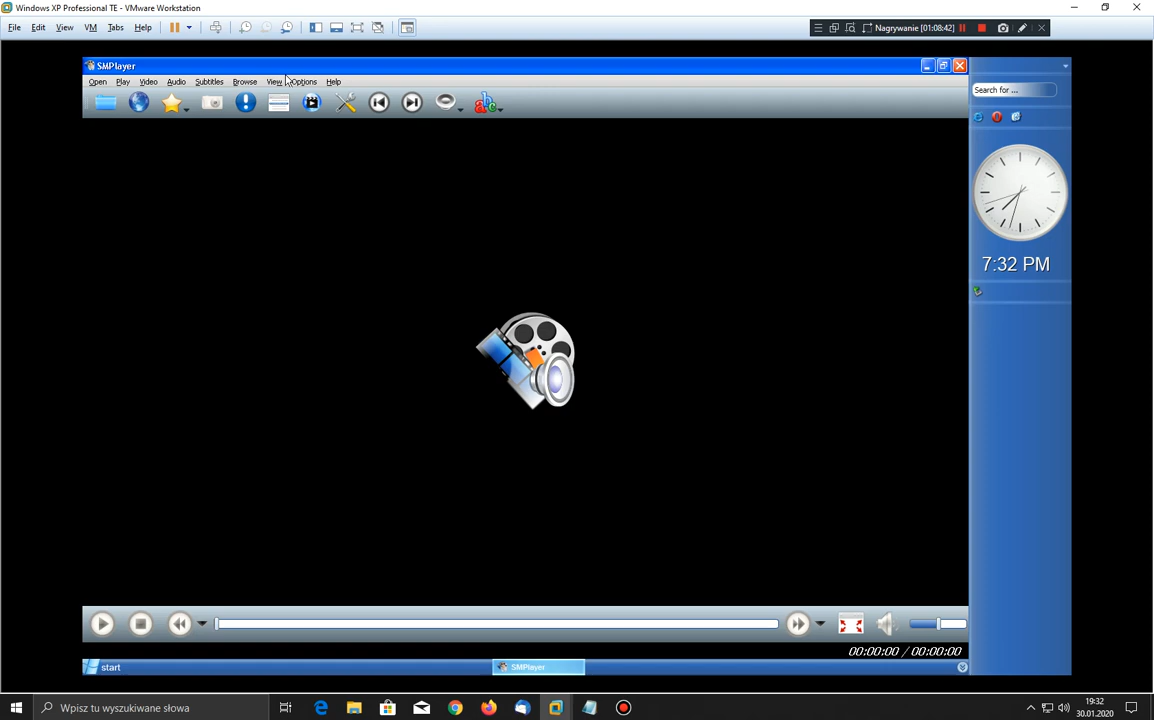 Windows XP Professional TE - VMware Workstation
File Edit View VM Tabs Help
Nagrywanie [01:08:42]
SMPlayer
Open Play Video Audio Subtitles Browse View Options Help
Search for ...
abc
7:32 PM
00:00:00 / 00:00:00
start
SMPlayer
Wpisz tu wyszukiwane słowa
19:32
30.01.2020